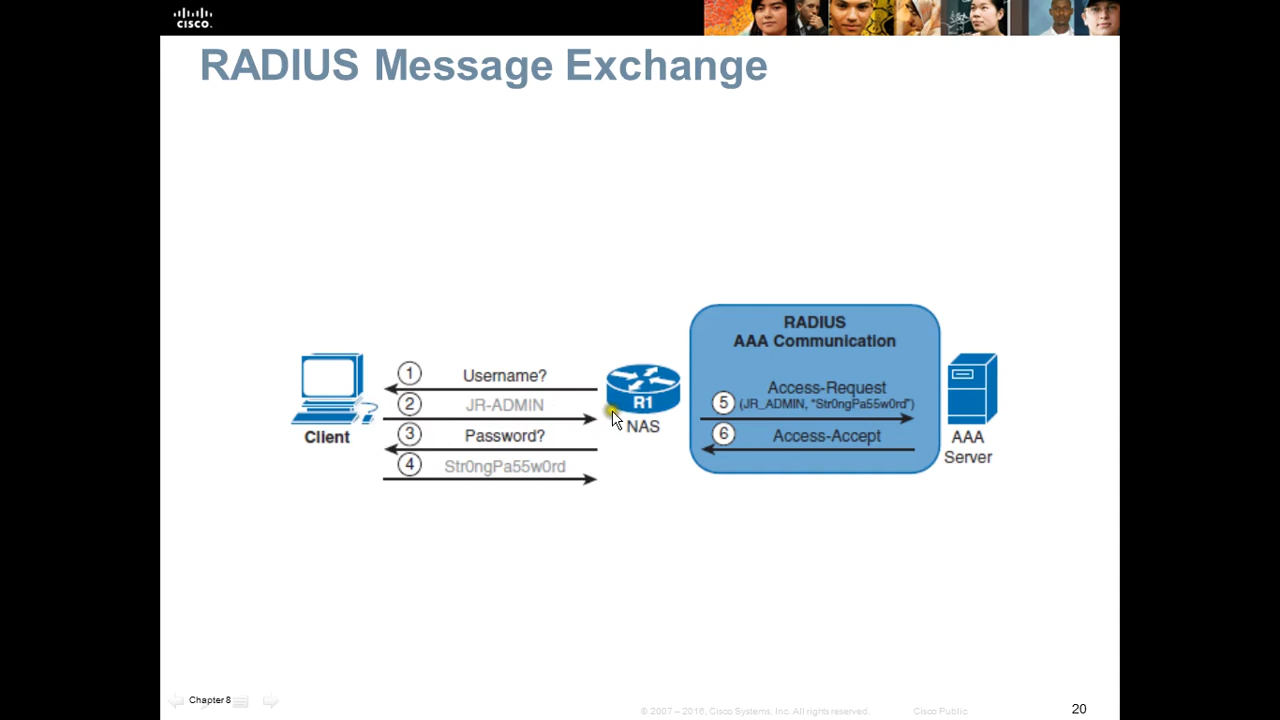 CISCO.
RADIUS Message Exchange
RADIUS
AAA Communication
1 Username?
2 JR-ADMIN
3 Password?
4 Str0ngPa55w0rd
Client
R1
NAS
5 Access-Request
(JR_ADMIN, "Str0ngPa55w0rd")
6 Access-Accept
AAA
Server
Chapter 8
© 2007 – 2016, Cisco Systems, Inc. All rights reserved.
Cisco Public
20